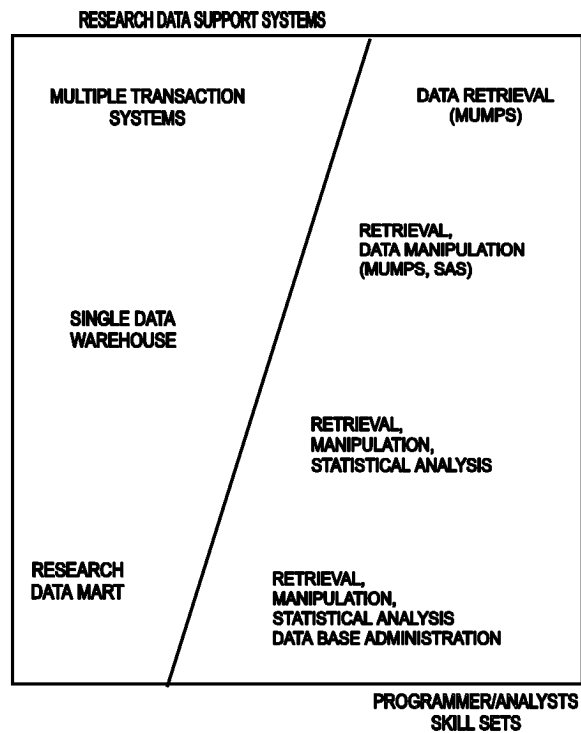 RESEARCH DATA SUPPORT SYSTEMS
MULTIPLE TRANSACTION
SYSTEMS
DATA RETRIEVAL
(MUMPS)
RETRIEVAL,
DATA MANIPULATION
(MUMPS, SAS)
SINGLE DATA
WAREHOUSE
RETRIEVAL,
MANIPULATION,
STATISTICAL ANALYSIS
RESEARCH
DATA MART
RETRIEVAL,
MANIPULATION,
STATISTICAL ANALYSIS
DATA BASE ADMINISTRATION
PROGRAMMER/ANALYSTS
SKILL SETS